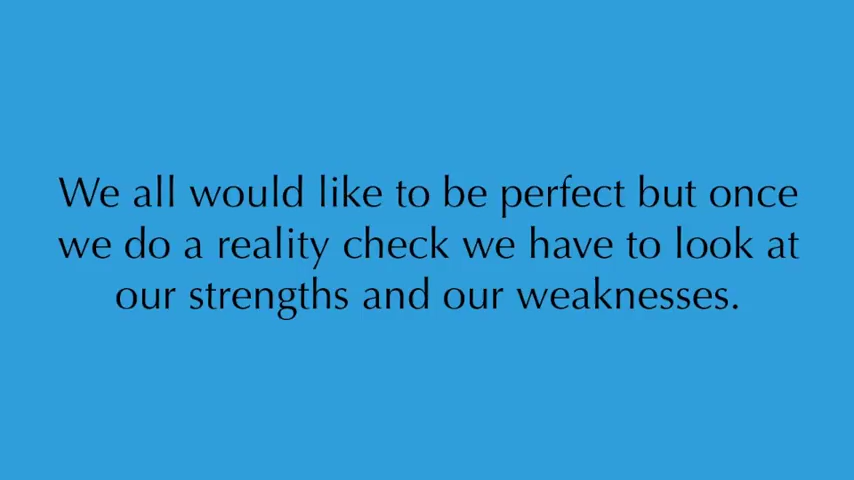 We all would like to be perfect but once
we do a reality check we have to look at
our strengths and our weaknesses.